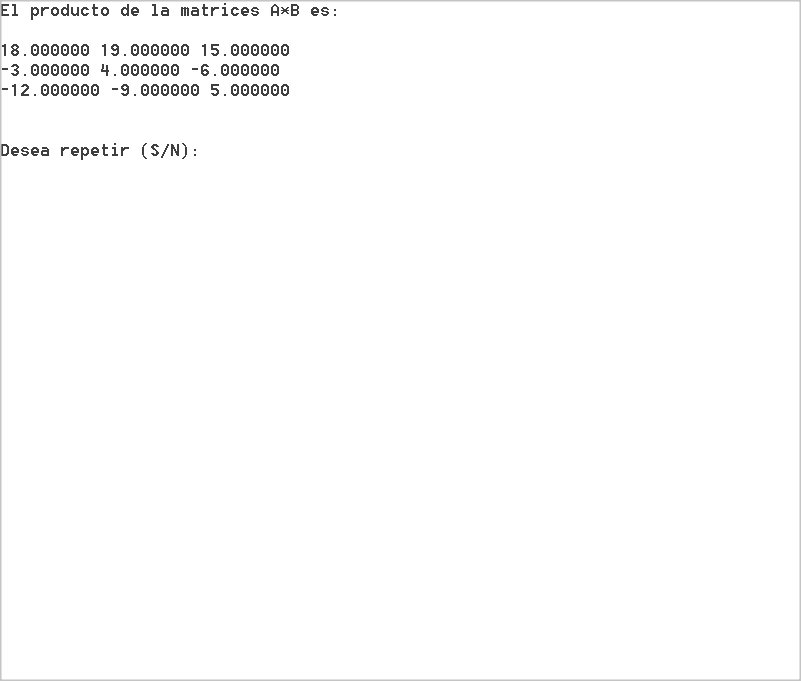 El producto de la matrices A*B es:
18.000000 19.000000 15.000000
-3.000000 4.000000 -6.000000
-12.000000 -9.000000 5.000000
Desea repetir (S/N):